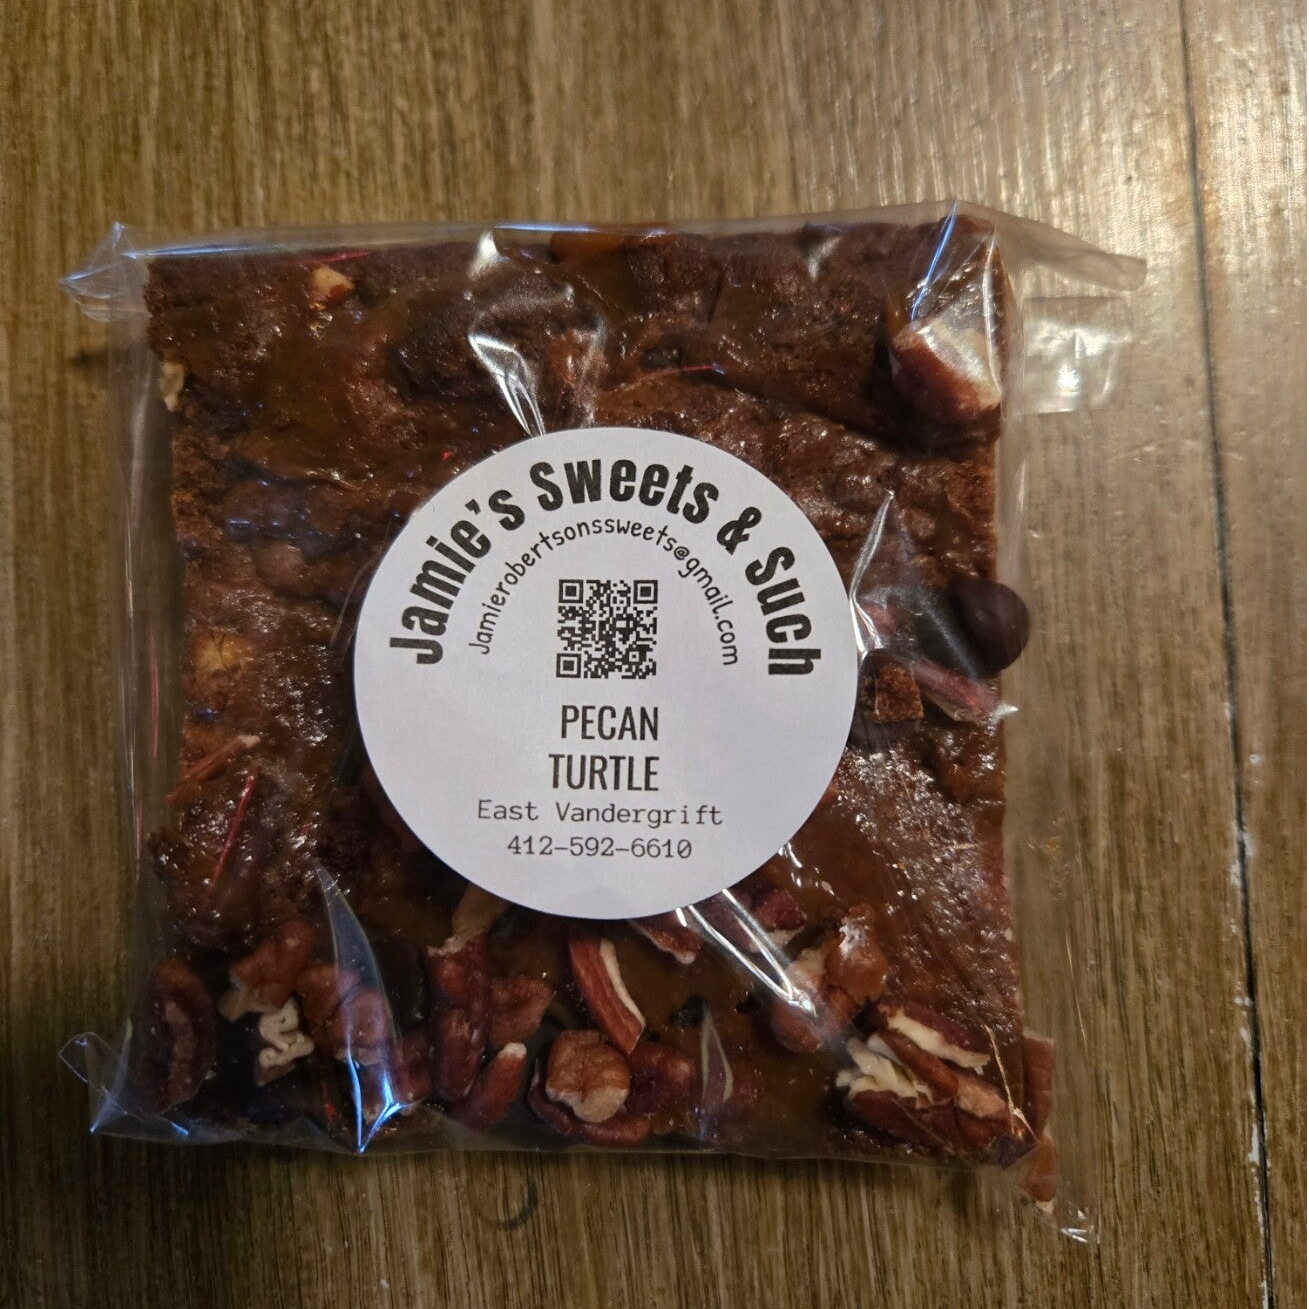 Jamie's Sweets & Such
Jamierobertsonssweets@gmail.com
PECAN
TURTLE
East Vandergrift
412-592-6610